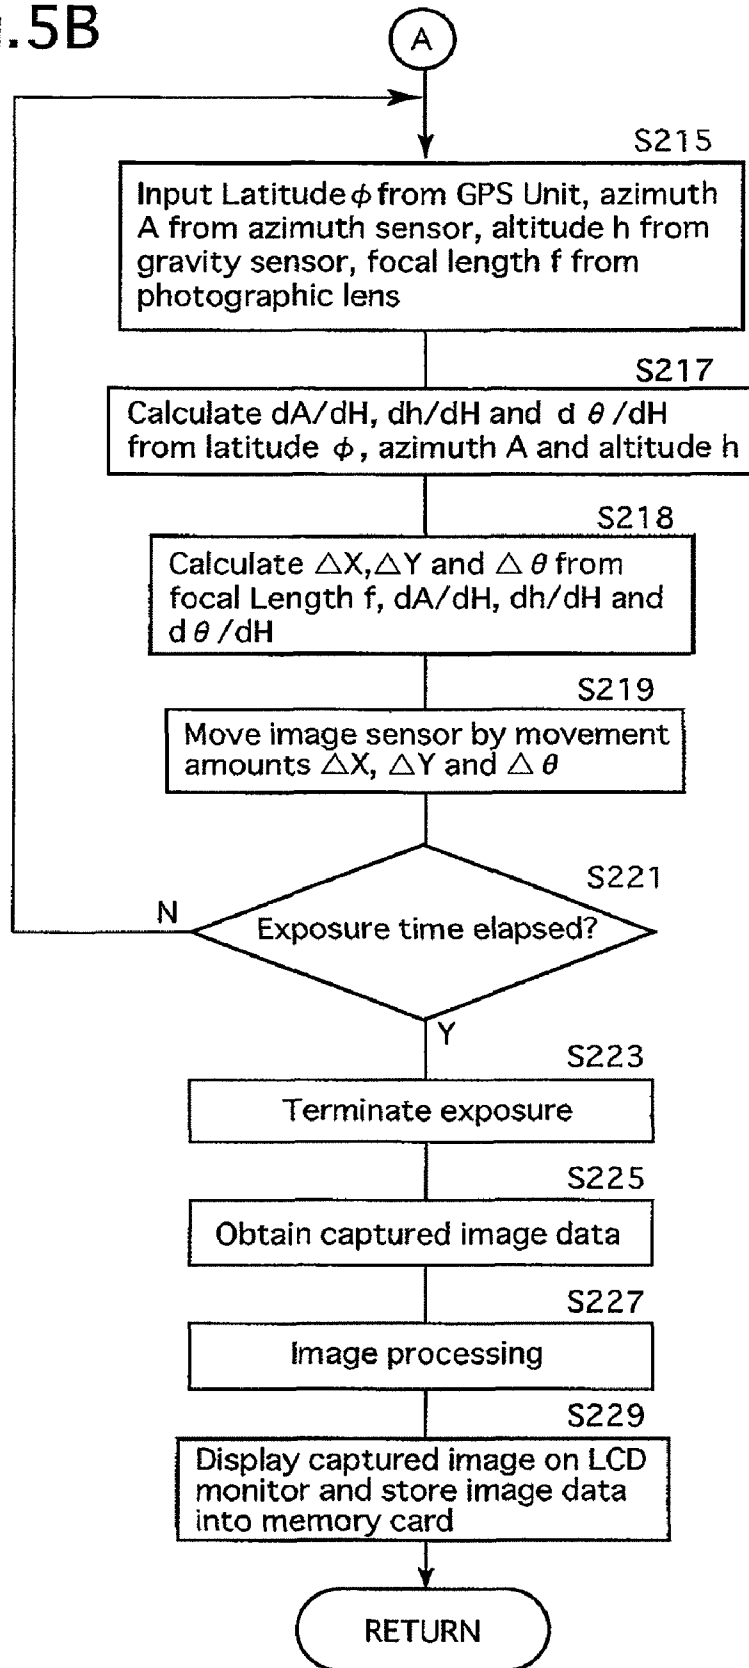 .5B
A
S215
Input Latitude φ from GPS Unit, azimuth
A from azimuth sensor, altitude h from
gravity sensor, focal length f from
photographic lens
S217
Calculate dA/dH, dh/dH and d θ/dH
from latitude φ, azimuth A and altitude h
S218
Calculate △X,△Y and △θ from
focal Length f, dA/dH, dh/dH and
d θ/dH
S219
Move image sensor by movement
amounts △X, △Y and △θ
S221
N
Exposure time elapsed?
Y
S223
Terminate exposure
S225
Obtain captured image data
S227
Image processing
S229
Display captured image on LCD
monitor and store image data
into memory card
RETURN